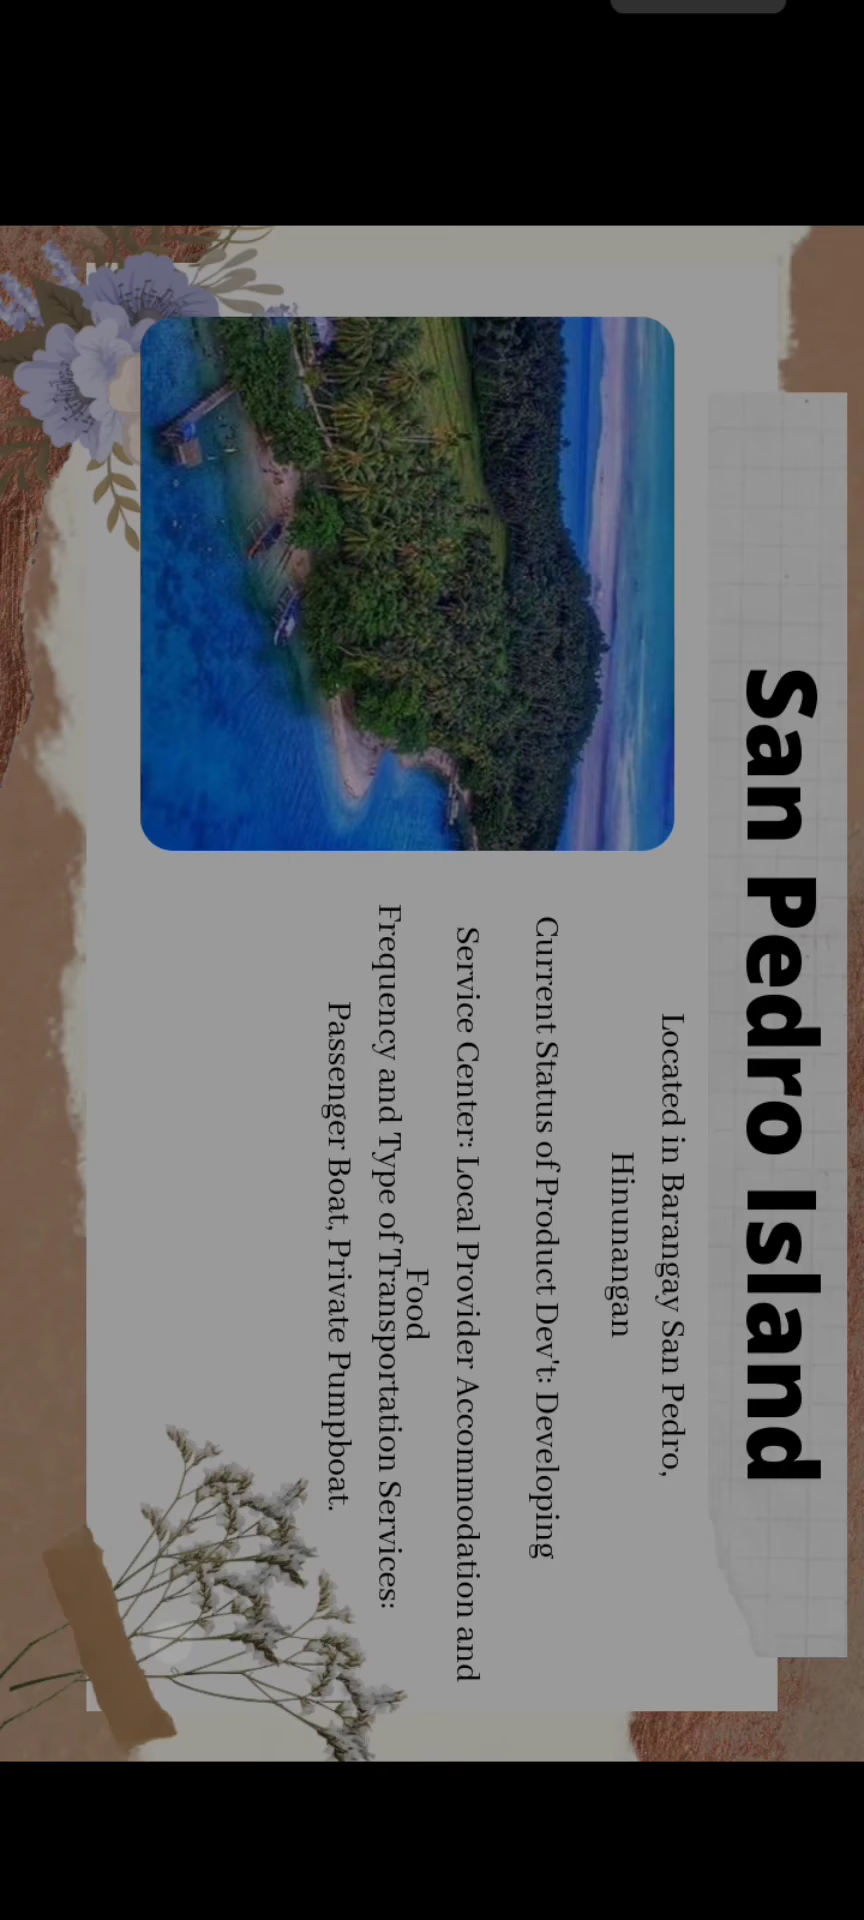 San Pedro Island
Located in Barangay San Pedro,
Hinunangan
Current Status of Product Dev't: Developing
Service Center: Local Provider Accommodation and
Food
Frequency and Type of Transportation Services:
Passenger Boat, Private Pumpboat.